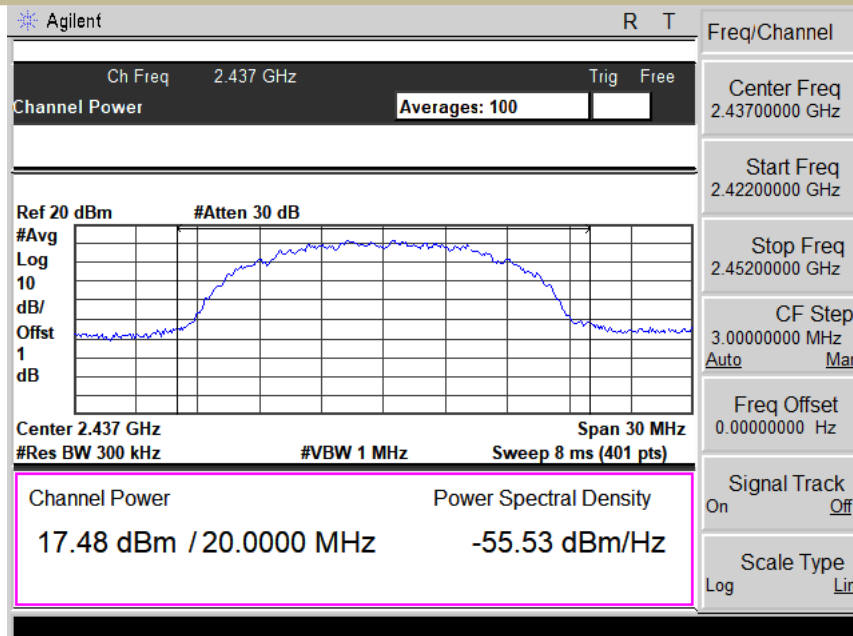 Agilent R T
Ch Freq 2.437 GHz Trig Free
Channel Power Averages: 100
Ref 20 dBm #Atten 30 dB
#Avg
Log
10
dB/
Offst
1
dB
Center 2.437 GHz Span 30 MHz
#Res BW 300 kHz #VBW 1 MHz Sweep 8 ms (401 pts)
Channel Power Power Spectral Density
17.48 dBm / 20.0000 MHz -55.53 dBm/Hz
Freq/Channel
Center Freq
2.43700000 GHz
Start Freq
2.42200000 GHz
Stop Freq
2.45200000 GHz
CF Step
3.00000000 MHz
Auto Mar
Freq Offset
0.00000000 Hz
Signal Track
On Off
Scale Type
Log Lin